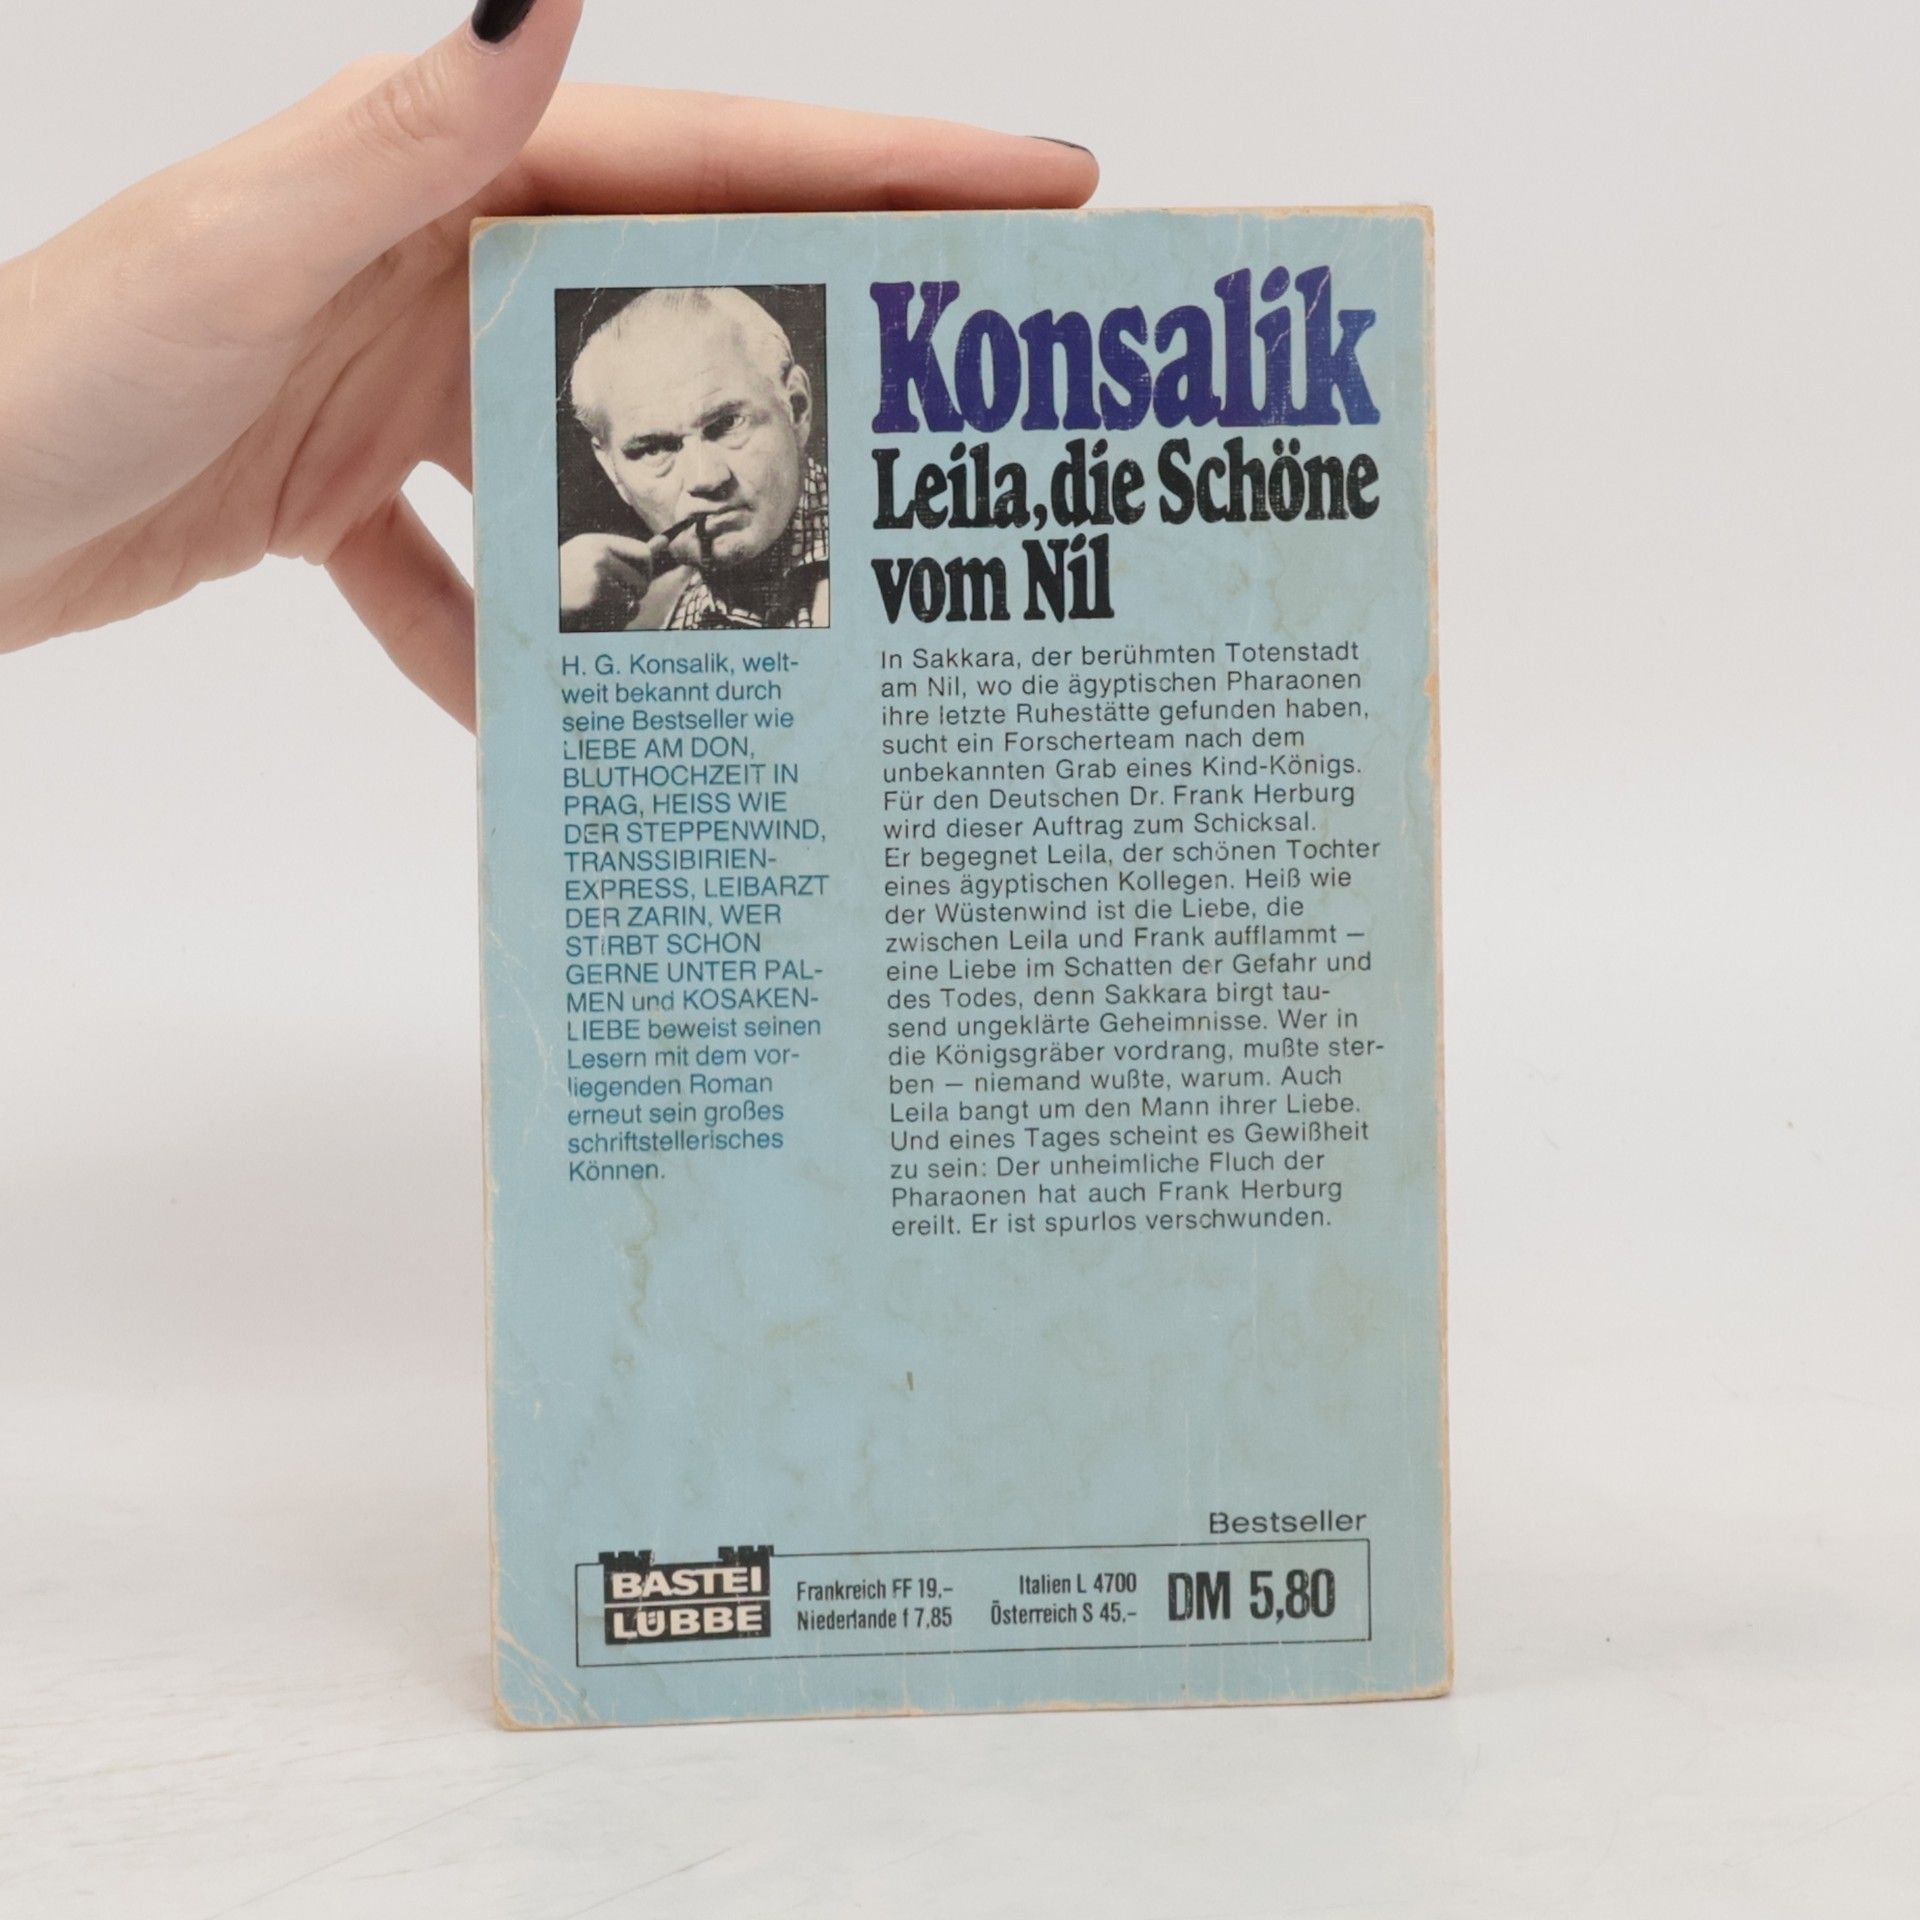 Konsalik
Leila, die Schöne
vom Nil
H. G. Konsalik, welt-
weit bekannt durch
seine Bestseller wie
LIEBE AM DON,
BLUTHOCHZEIT IN
PRAG, HEISS WIE
DER STEPPENWIND,
TRANSSIBIRIEN-
EXPRESS, LEIBARZT
DER ZARIN, WER
STIRBT SCHON
GERNE UNTER PAL-
MEN und KOSAKEN-
LIEBE beweist seinen
Lesern mit dem vor-
liegenden Roman
erneut sein großes
schriftstellerisches
Können.
In Sakkara, der berühmten Totenstadt
am Nil, wo die ägyptischen Pharaonen
ihre letzte Ruhestätte gefunden haben,
sucht ein Forscherteam nach dem
unbekannten Grab eines Kind-Königs.
Für den Deutschen Dr. Frank Herburg
wird dieser Auftrag zum Schicksal.
Er begegnet Leila, der schönen Tochter
eines ägyptischen Kollegen. Heiß wie
der Wüstenwind ist die Liebe, die
zwischen Leila und Frank aufflammt —
eine Liebe im Schatten der Gefahr und
des Todes, denn Sakkara birgt tau-
send ungeklärte Geheimnisse. Wer in
die Königsgräber vordrang, mußte ster-
ben — niemand wußte, warum. Auch
Leila bangt um den Mann ihrer Liebe.
Und eines Tages scheint es Gewißheit
zu sein: Der unheimliche Fluch der
Pharaonen hat auch Frank Herburg
ereilt. Er ist spurlos verschwunden.
Bestseller
BASTEI
LÜBBE
Frankreich FF 19,-
Niederlande f 7,85
Italien L 4700
Österreich S 45,-
DM 5,80